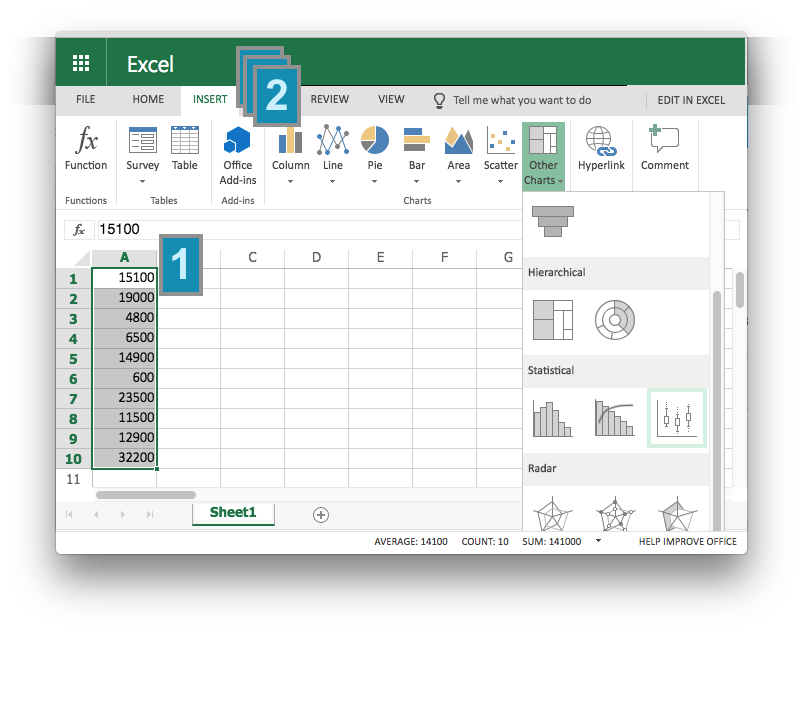 Excel
2
FILE HOME INSERT REVIEW VIEW Tell me what you want to do EDIT IN EXCEL
fx
Function Survey Table Office Add-ins Column Line Pie Bar Area Scatter Other Charts Hyperlink Comment
Functions Tables Add-ins Charts
fx 15100
1
A C D E F G
1 15100
2 19000
3 4800
4 6500
5 14900
6 600
7 23500
8 11500
9 12900
10 32200
11
Hierarchical
Statistical
Radar
Sheet1
AVERAGE: 14100 COUNT: 10 SUM: 141000 HELP IMPROVE OFFICE